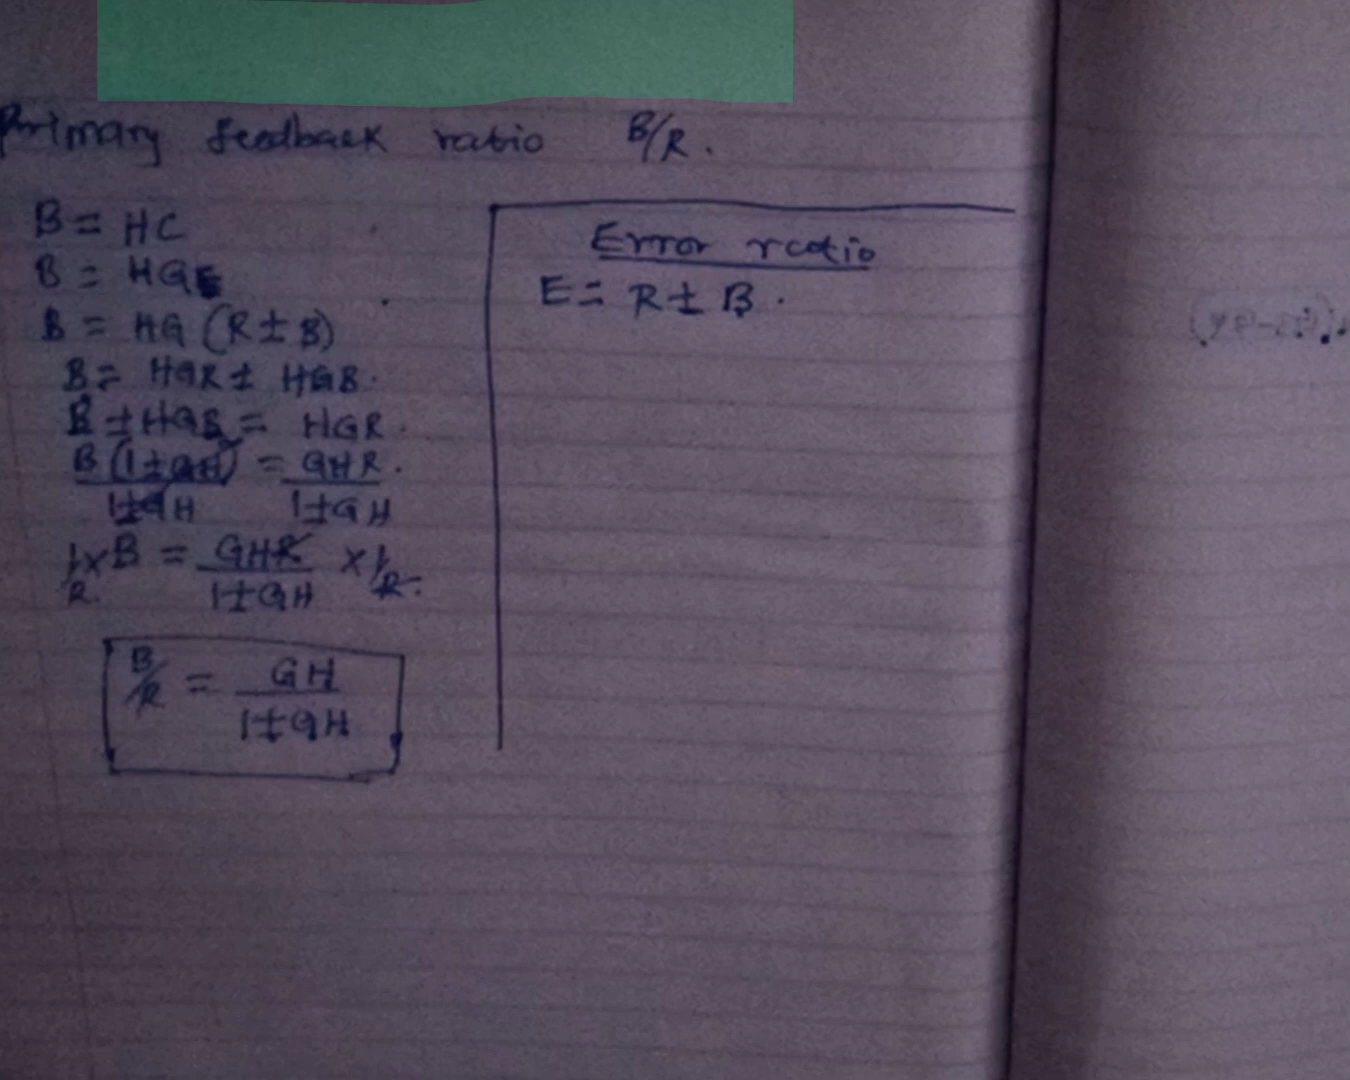 Primary feedback ratio B/R.
B = HC
B = HGE
B = HG (R ± B)
B = HGR ± HGB.
B ± HGB = HGR.
B (1±GH) = GHR.
1±GH 1±GH
1/R × B = GHR × 1/R.
1±GH
B/R = GH
1±GH
Error ratio
E = R ± B.